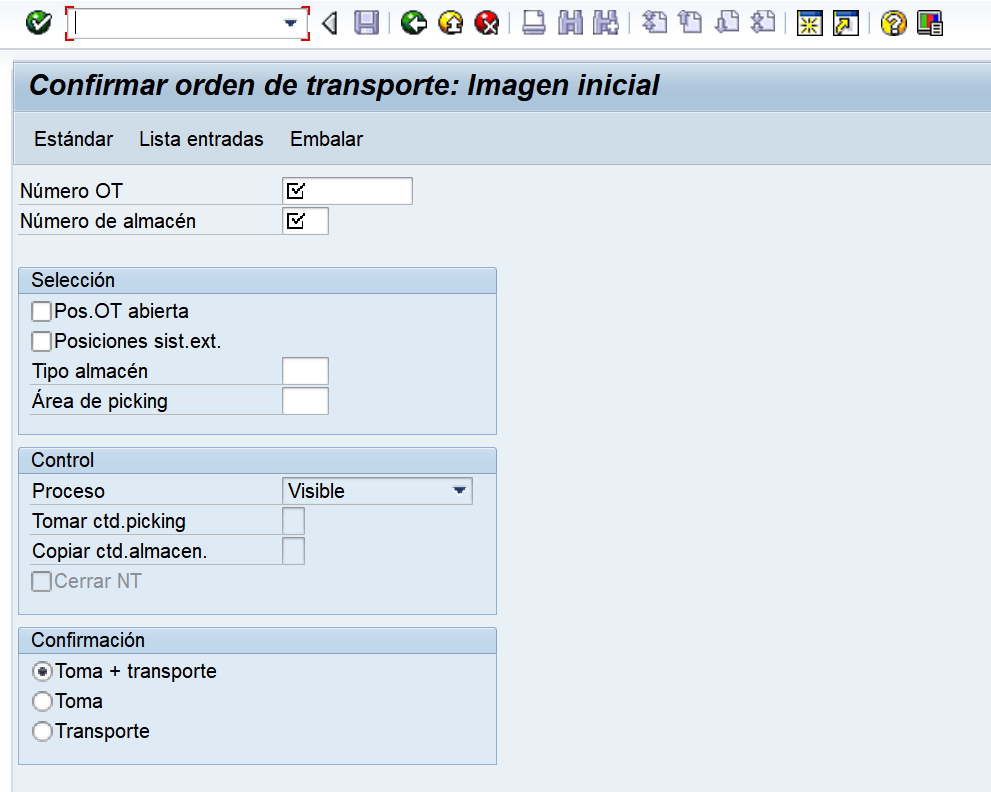 Confirmar orden de transporte: Imagen inicial
Estándar Lista entradas Embalar
Número OT
Número de almacén
Selección
Pos.OT abierta
Posiciones sist.ext.
Tipo almacén
Área de picking
Control
Proceso Visible
Tomar ctd.picking
Copiar ctd.almacen.
Cerrar NT
Confirmación
Toma + transporte
Toma
Transporte